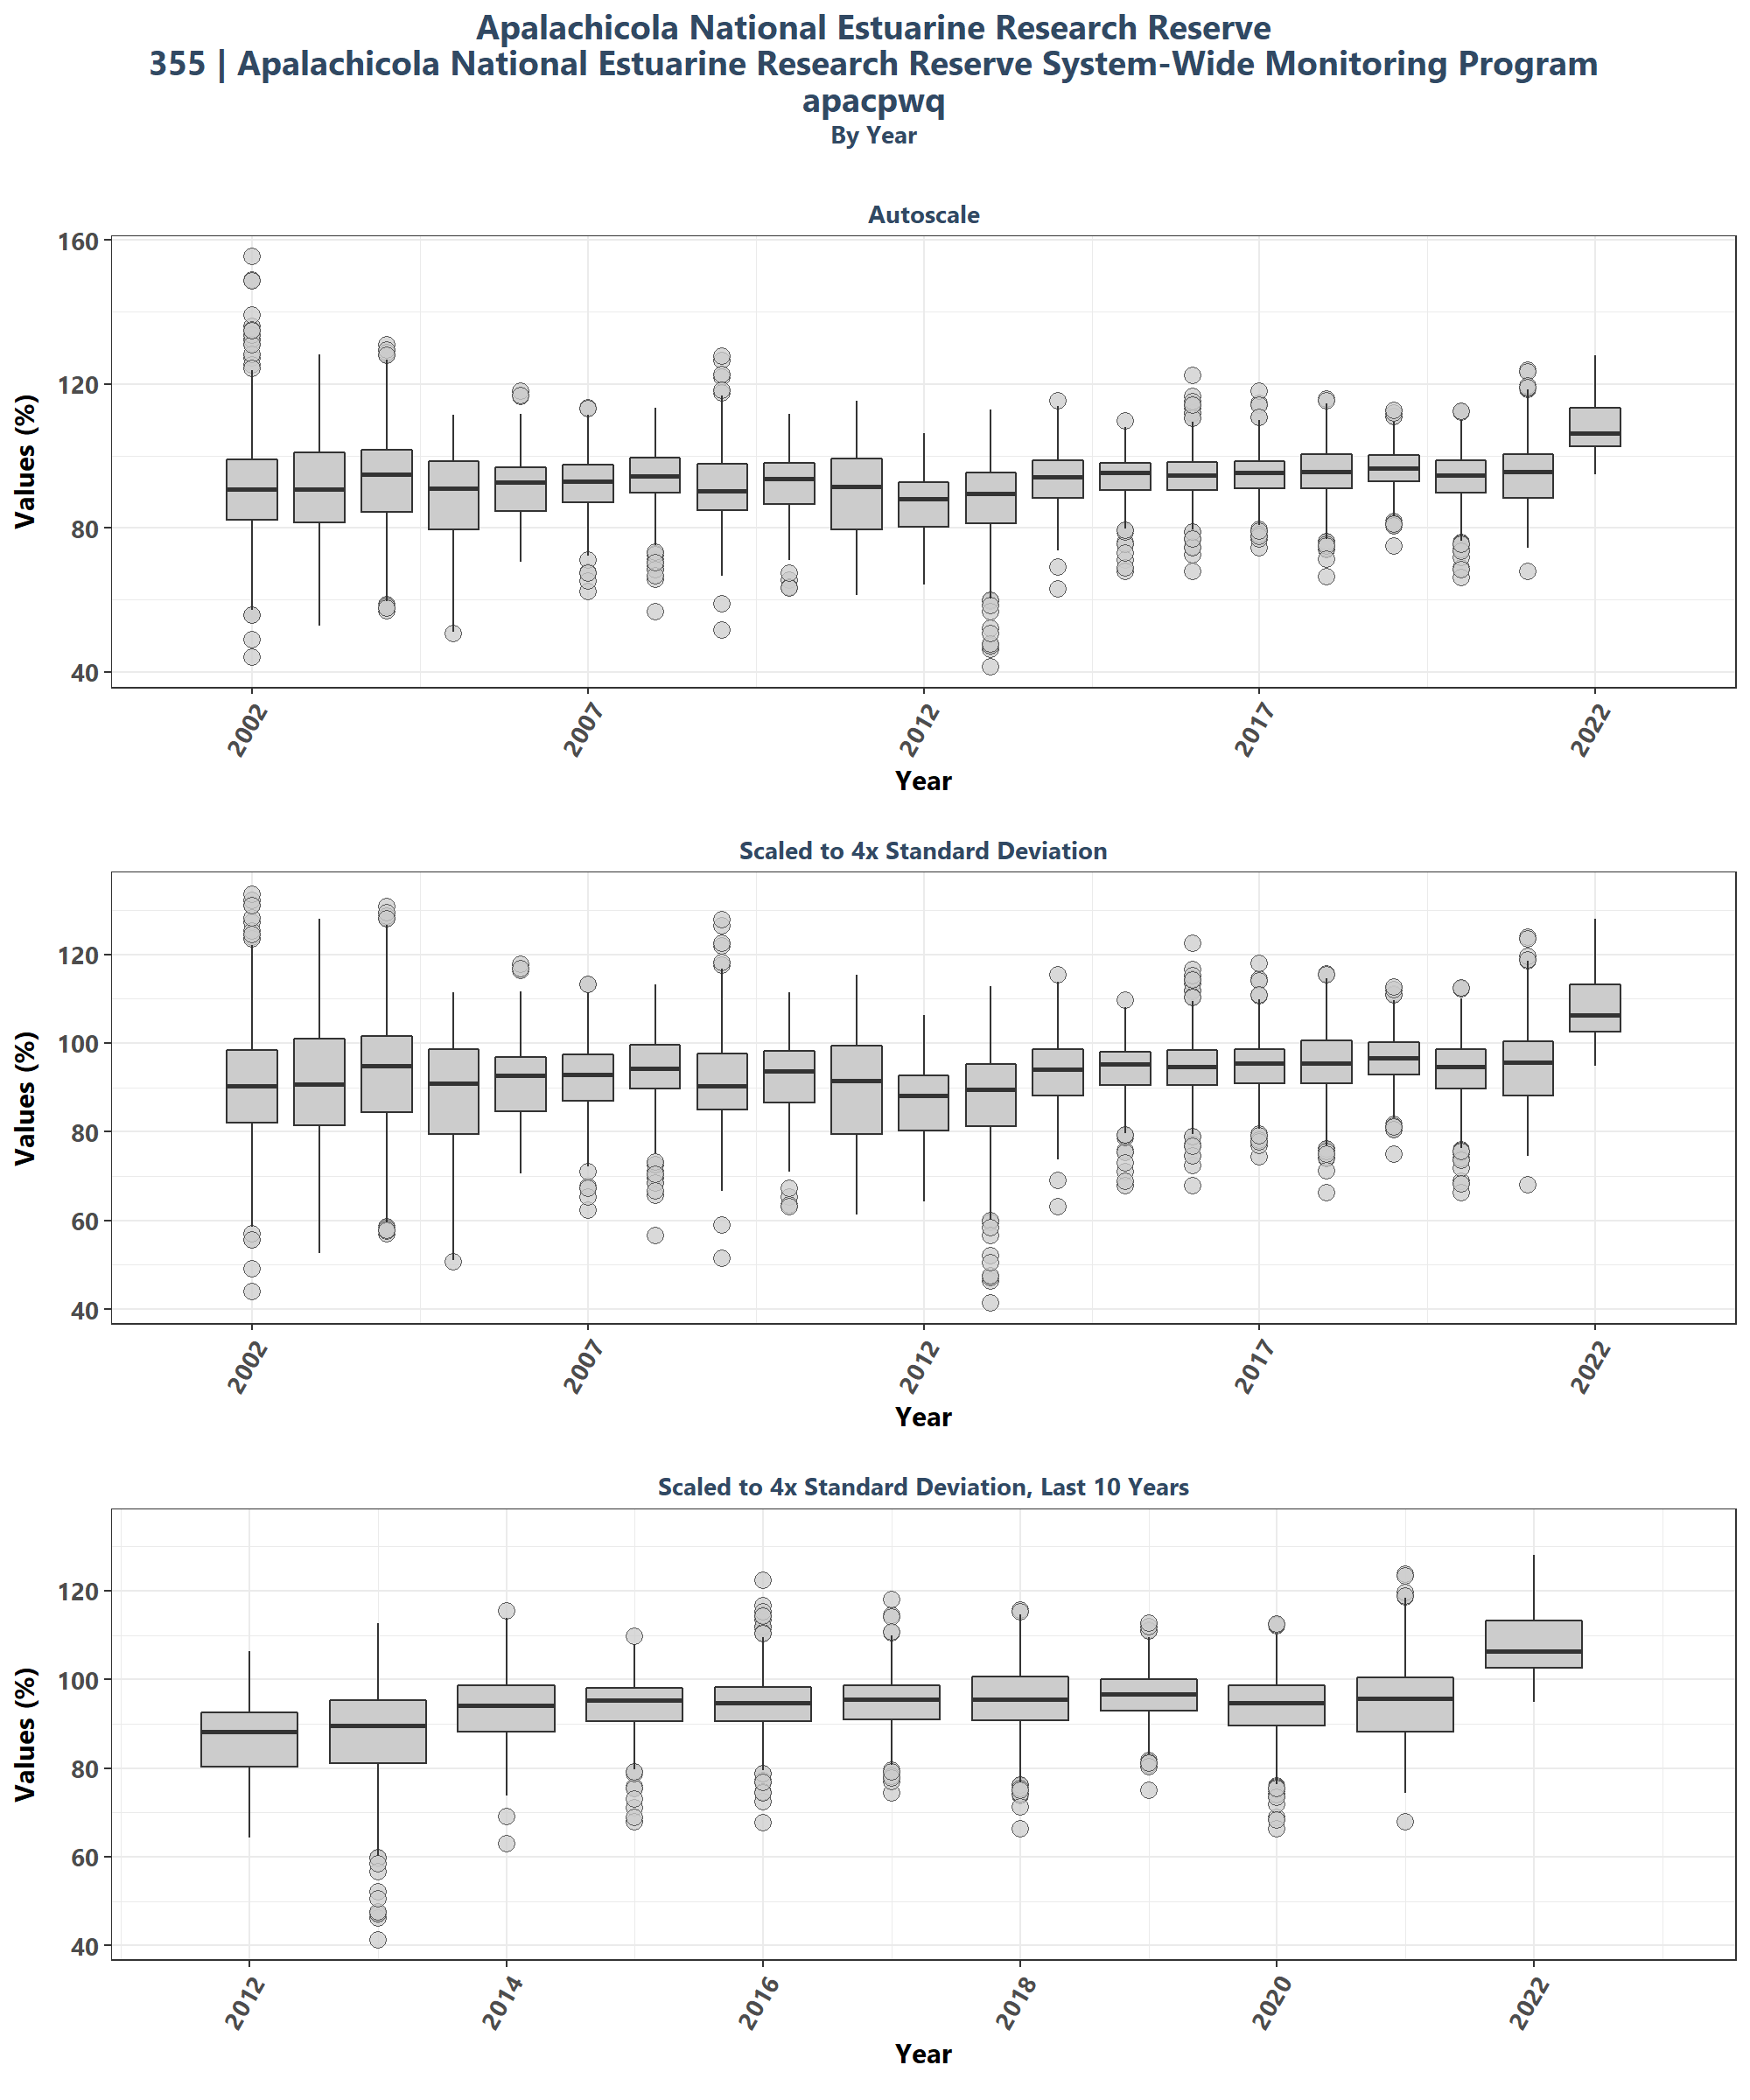 Apalachicola National Estuarine Research Reserve
355 | Apalachicola National Estuarine Research Reserve System-Wide Monitoring Program
apacpwq
By Year
Autoscale
Values (%)
160
120
80
40
2002
2007
2012
2017
2022
Year
Scaled to 4x Standard Deviation
Values (%)
120
100
80
60
40
2002
2007
2012
2017
2022
Year
Scaled to 4x Standard Deviation, Last 10 Years
Values (%)
120
100
80
60
40
2012
2014
2016
2018
2020
2022
Year